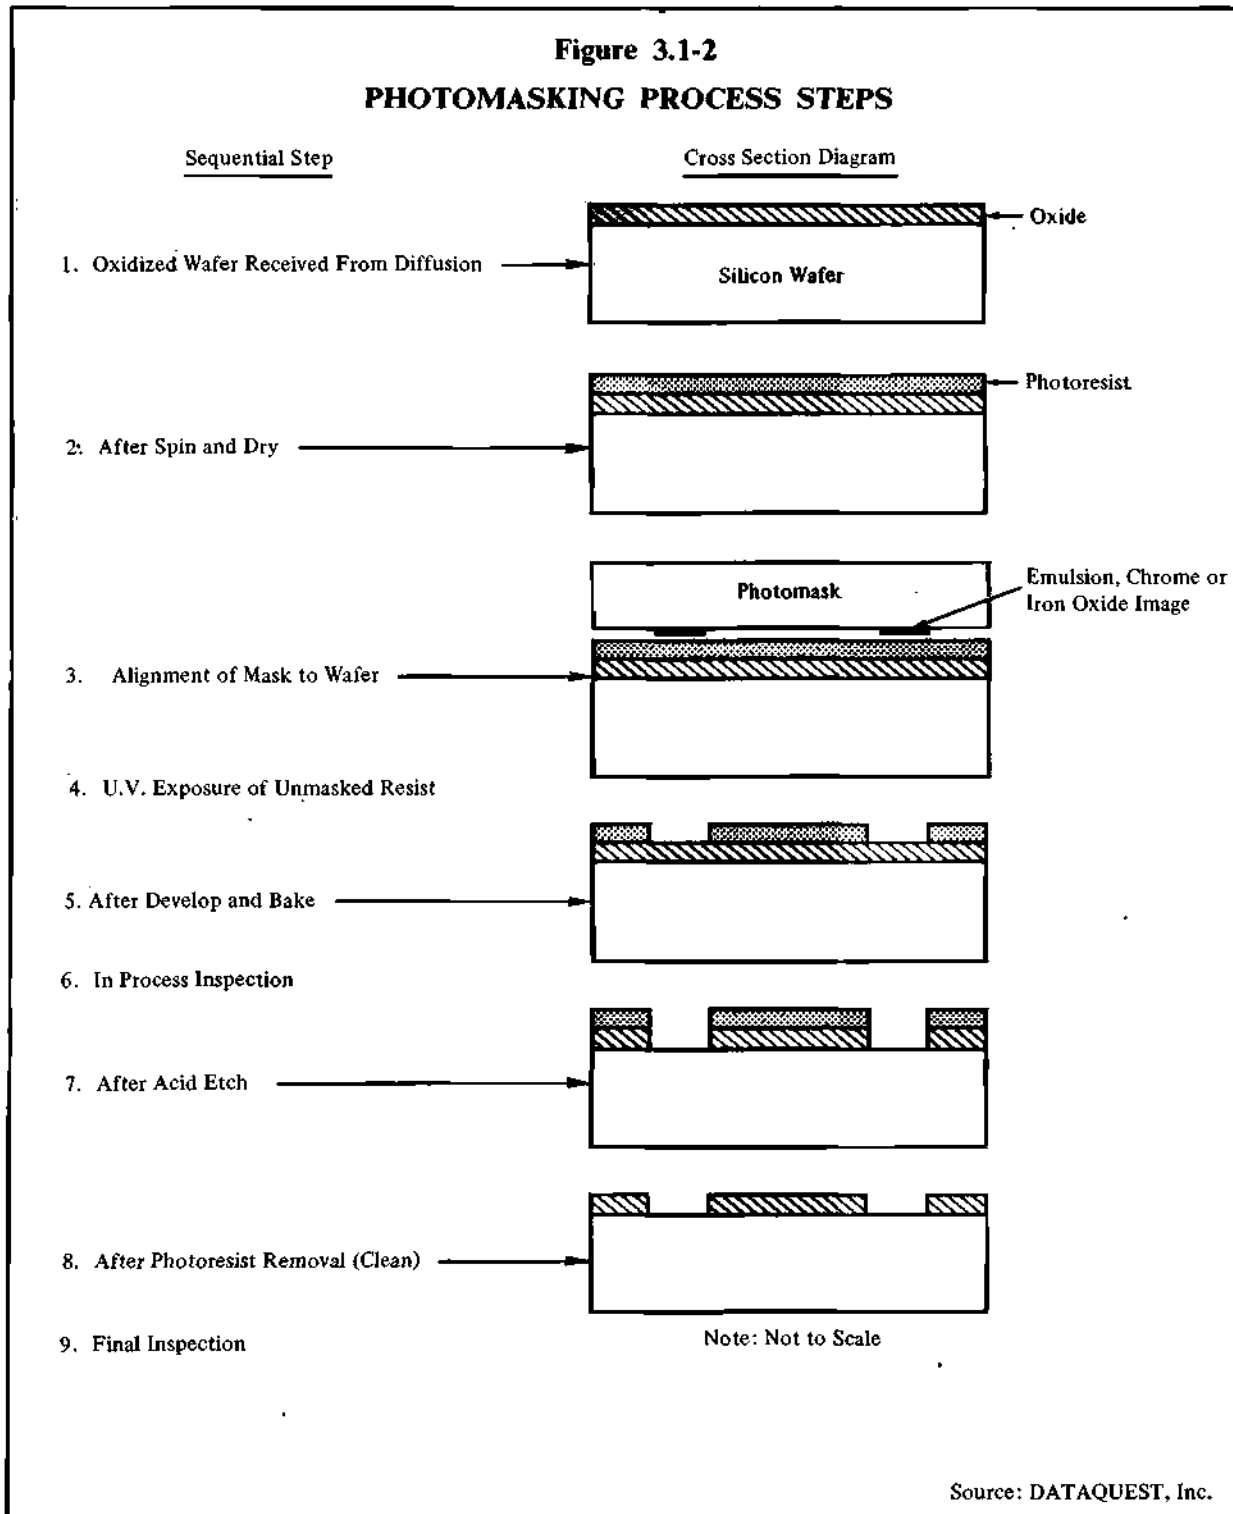 Figure 3.1-2
PHOTOMASKING PROCESS STEPS
Sequential Step
Cross Section Diagram
Oxide
1. Oxidized Wafer Received From Diffusion
Silicon Wafer
Photoresist
2. After Spin and Dry
Photomask
Emulsion, Chrome or
Iron Oxide Image
3. Alignment of Mask to Wafer
4. U.V. Exposure of Unmasked Resist
5. After Develop and Bake
6. In Process Inspection
7. After Acid Etch
8. After Photoresist Removal (Clean)
9. Final Inspection
Note: Not to Scale
Source: DATAQUEST, Inc.